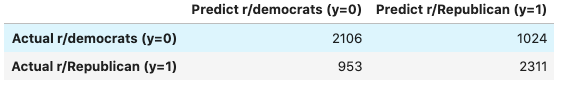 Predict r/democrats (y=0) Predict r/Republican (y=1)
Actual r/democrats (y=0) 2106 1024
Actual r/Republican (y=1) 953 2311